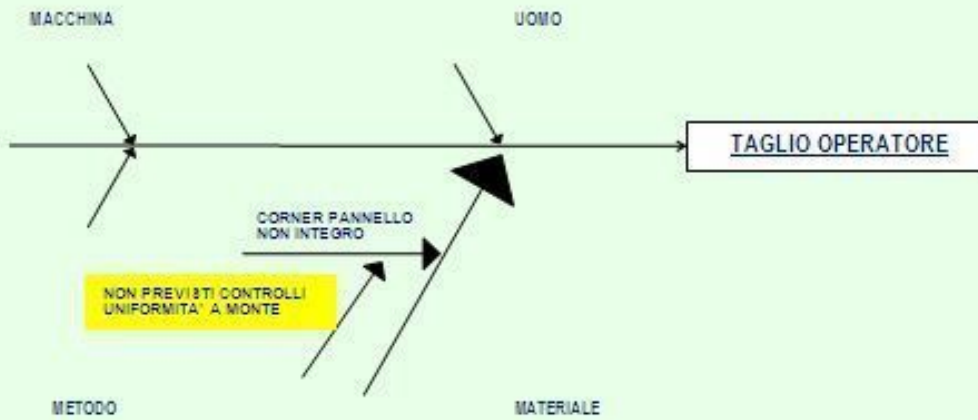 MACCHINA
UOMO
TAGLIO OPERATORE
CORNER PANNELLO
NON INTEGRO
NON PREVISTI CONTROLLI
UNIFORMITA' A MONTE
METODO
MATERIALE